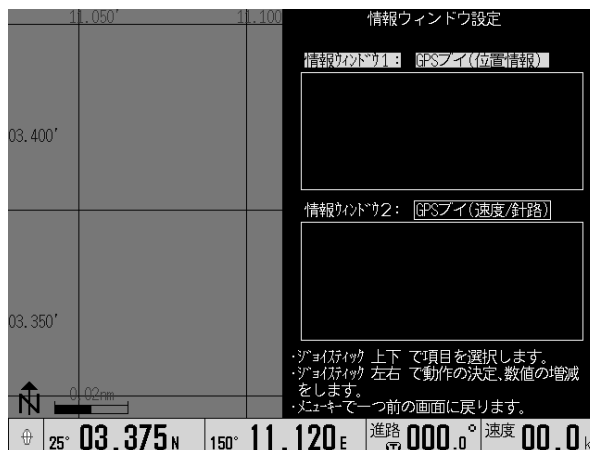 11.050′
11.100
03.400′
03.350′
0.02nm
N
情報ウィンドウ設定
情報ｳｨﾝﾄﾞｳ1： GPSブイ(位置情報)
情報ｳｨﾝﾄﾞｳ2： GPSブイ(速度/針路)
・ｼﾞｮｲｽﾃｨｯｸ 上下 で項目を選択します。
・ｼﾞｮｲｽﾃｨｯｸ 左右 で動作の決定、数値の増減
をします。
・ﾒﾆｭｰｷｰで一つ前の画面に戻ります。
25° 03.375 N 150° 11.120 E 進路 T 000.0° 速度 00.0 k